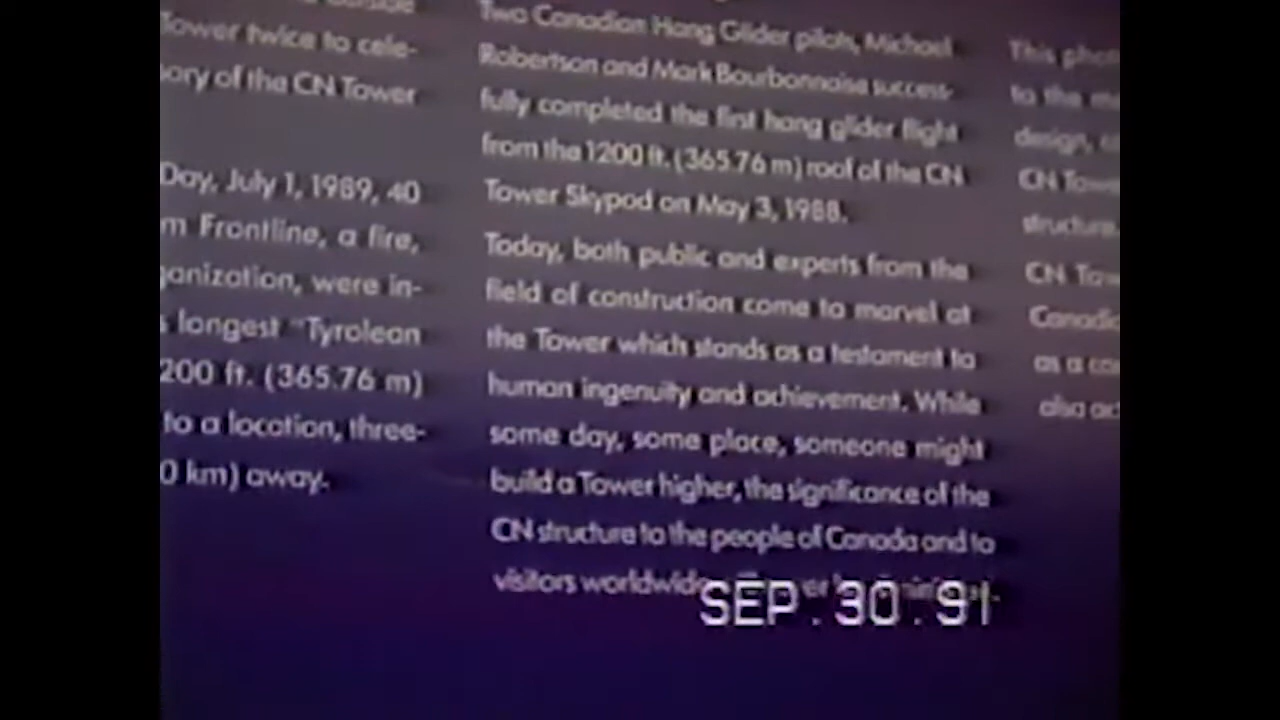 Tower twice to cele-
ory of the CN Tower
Day, July 1, 1989, 40
m Frontline, a fire,
ganization, were in-
s longest "Tyrolean
200 ft. (365.76 m)
to a location, three-
0 km) away.
Two Canadian Hang Glider pilots, Michael
Robertson and Mark Bourbonnaise success-
fully completed the first hang glider flight
from the 1200 ft. (365.76 m) roof of the CN
Tower Skypod on May 3, 1988.
Today, both public and experts from the
field of construction come to marvel at
the Tower which stands as a testament to
human ingenuity and achievement. While
some day, some place, someone might
build a Tower higher, the significance of the
CN structure to the people of Canada and to
visitors worldwide
This phot
to the
design,
CN Towe
structure.
CN Tow
Canadi
as a co
also
SEP. 30. 91